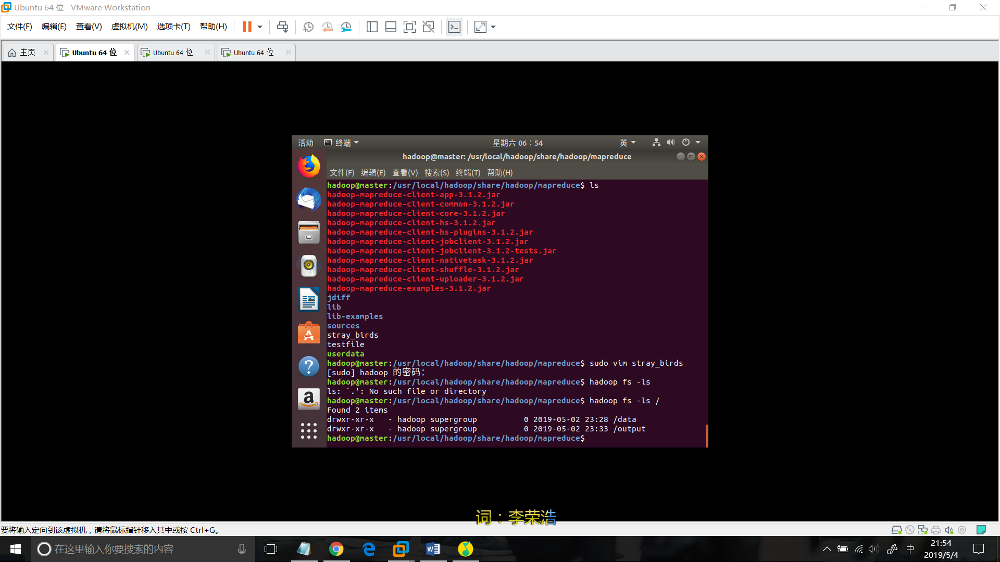 Ubuntu 64 位 - VMware Workstation
文件(F) 编辑(E) 查看(V) 虚拟机(M) 选项卡(T) 帮助(H)
主页 Ubuntu 64 位 Ubuntu 64 位 Ubuntu 64 位
活动 终端 星期六 06：54 英
hadoop@master: /usr/local/hadoop/share/hadoop/mapreduce
文件(F) 编辑(E) 查看(V) 搜索(S) 终端(T) 帮助(H)
hadoop@master:/usr/local/hadoop/share/hadoop/mapreduce$ ls
hadoop-mapreduce-client-app-3.1.2.jar
hadoop-mapreduce-client-common-3.1.2.jar
hadoop-mapreduce-client-core-3.1.2.jar
hadoop-mapreduce-client-hs-3.1.2.jar
hadoop-mapreduce-client-hs-plugins-3.1.2.jar
hadoop-mapreduce-client-jobclient-3.1.2.jar
hadoop-mapreduce-client-jobclient-3.1.2-tests.jar
hadoop-mapreduce-client-nativetask-3.1.2.jar
hadoop-mapreduce-client-shuffle-3.1.2.jar
hadoop-mapreduce-client-uploader-3.1.2.jar
hadoop-mapreduce-examples-3.1.2.jar
jdiff
lib
lib-examples
sources
stray_birds
testfile
userdata
hadoop@master:/usr/local/hadoop/share/hadoop/mapreduce$ sudo vim stray_birds
[sudo] hadoop 的密码：
hadoop@master:/usr/local/hadoop/share/hadoop/mapreduce$ hadoop fs -ls
ls: `.': No such file or directory
hadoop@master:/usr/local/hadoop/share/hadoop/mapreduce$ hadoop fs -ls /
Found 2 items
drwxr-xr-x   - hadoop supergroup          0 2019-05-02 23:28 /data
drwxr-xr-x   - hadoop supergroup          0 2019-05-02 23:33 /output
hadoop@master:/usr/local/hadoop/share/hadoop/mapreduce$
词：李荣浩
要将输入定向到该虚拟机，请将鼠标指针移入其中或按 Ctrl+G。
在这里输入你要搜索的内容
中
21:54
2019/5/4